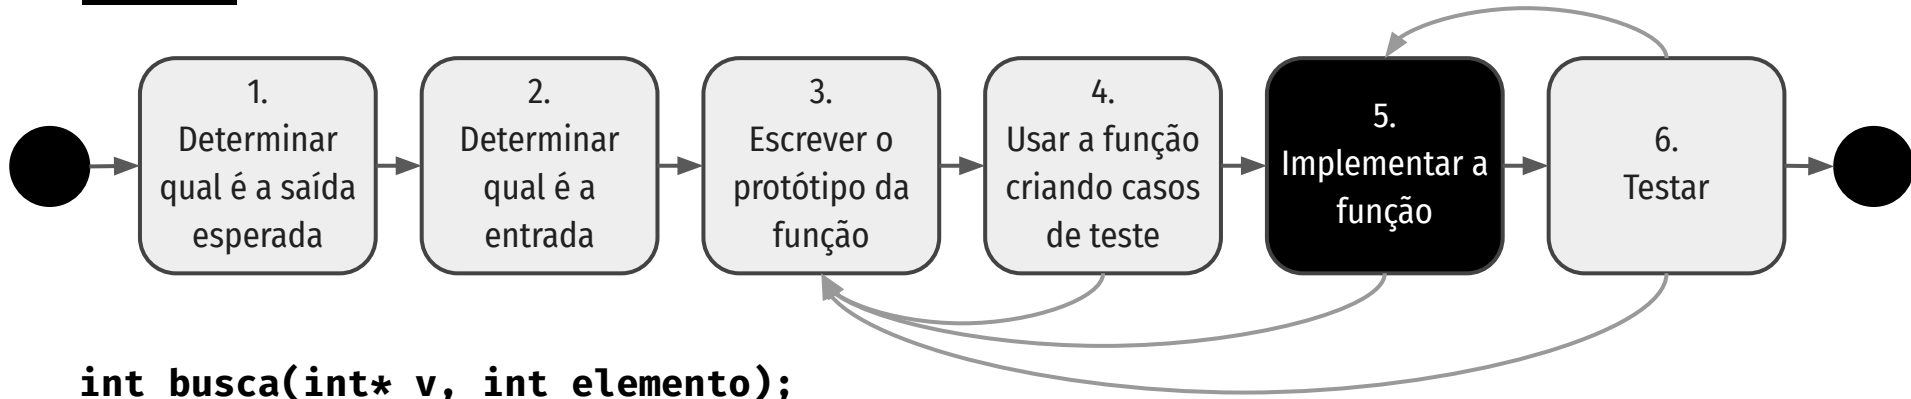 1.
Determinar
qual é a saída
esperada
2.
Determinar
qual é a
entrada
3.
Escrever o
protótipo da
função
4.
Usar a função
criando casos
de teste
5.
Implementar a
função
6.
Testar
int busca(int* v, int elemento);